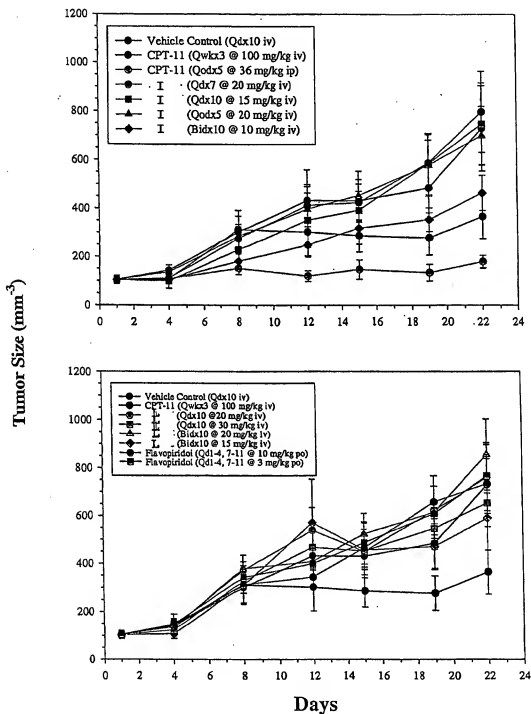 Vehicle Control (Qdx10 iv)
CPT-11 (Qwkx3 @ 100 mg/kg iv)
CPT-11 (Qodx5 @ 36 mg/kg ip)
I (Qdx7 @ 20 mg/kg iv)
I (Qdx10 @ 15 mg/kg iv)
I (Qodx5 @ 20 mg/kg iv)
I (Bidx10 @ 10 mg/kg iv)
1200
1000
800
600
400
200
0
0 2 4 6 8 10 12 14 16 18 20 22 24
Tumor Size (mm-3)
Vehicle Control (Qdx10 iv)
CPT-11 (Qwkx3 @ 100 mg/kg iv)
(Qdx10 @20 mg/kg iv)
(Qdx10 @ 30 mg/kg iv)
(Bidx10 @ 20 mg/kg iv)
(Bidx10 @ 15 mg/kg iv)
Flavopiridol (Qd1-4, 7-11 @ 10 mg/kg po)
Flavopiridol (Qd1-4, 7-11 @ 3 mg/kg po)
1200
1000
800
600
400
200
0
0 2 4 6 8 10 12 14 16 18 20 22 24
Days